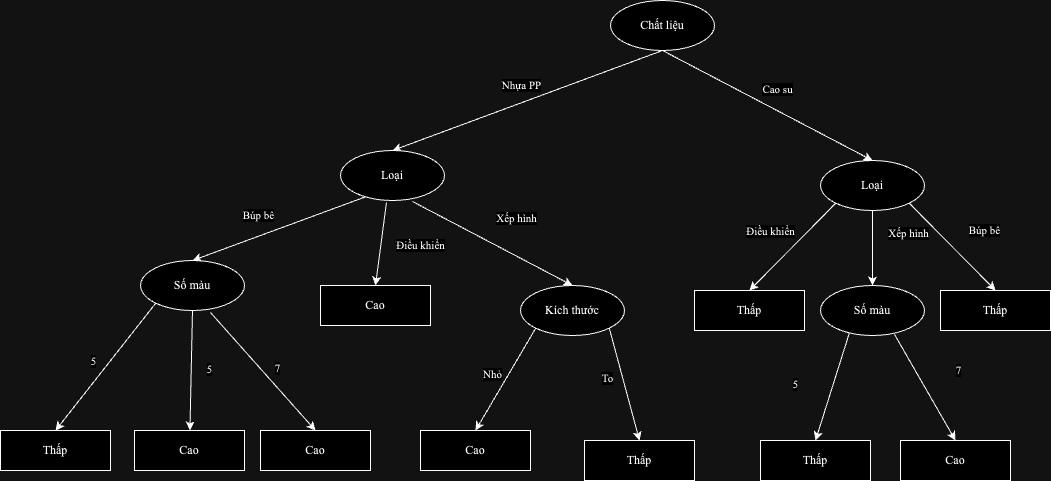 Chất liệu
Nhựa PP
Cao su
Loại
Loại
Búp bê
Điều khiển
Xếp hình
Điều khiển
Xếp hình
Búp bê
Số màu
Cao
Kích thước
Thấp
Số màu
Thấp
5
5
7
Nhỏ
To
5
7
Thấp
Cao
Cao
Cao
Thấp
Thấp
Cao